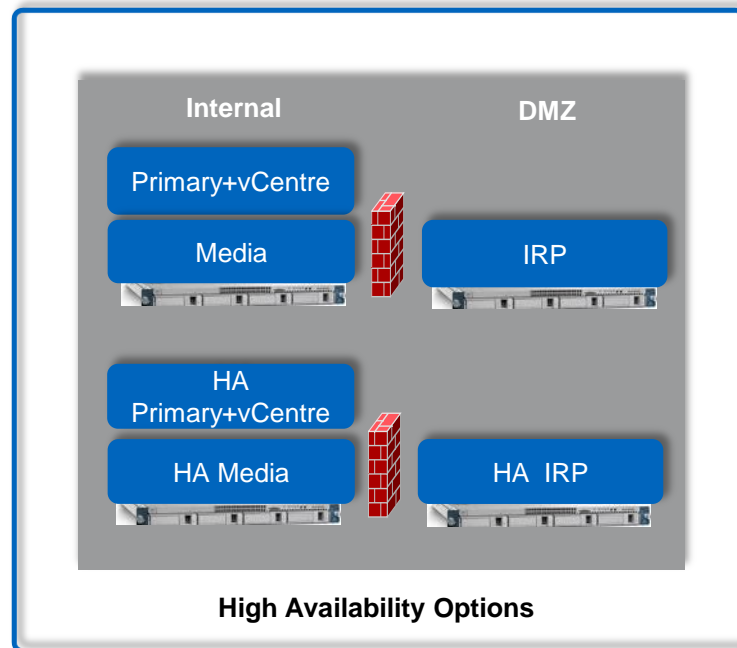 Internal
DMZ
Primary+vCentre
Media
IRP
HA
Primary+vCentre
HA Media
HA IRP
High Availability Options